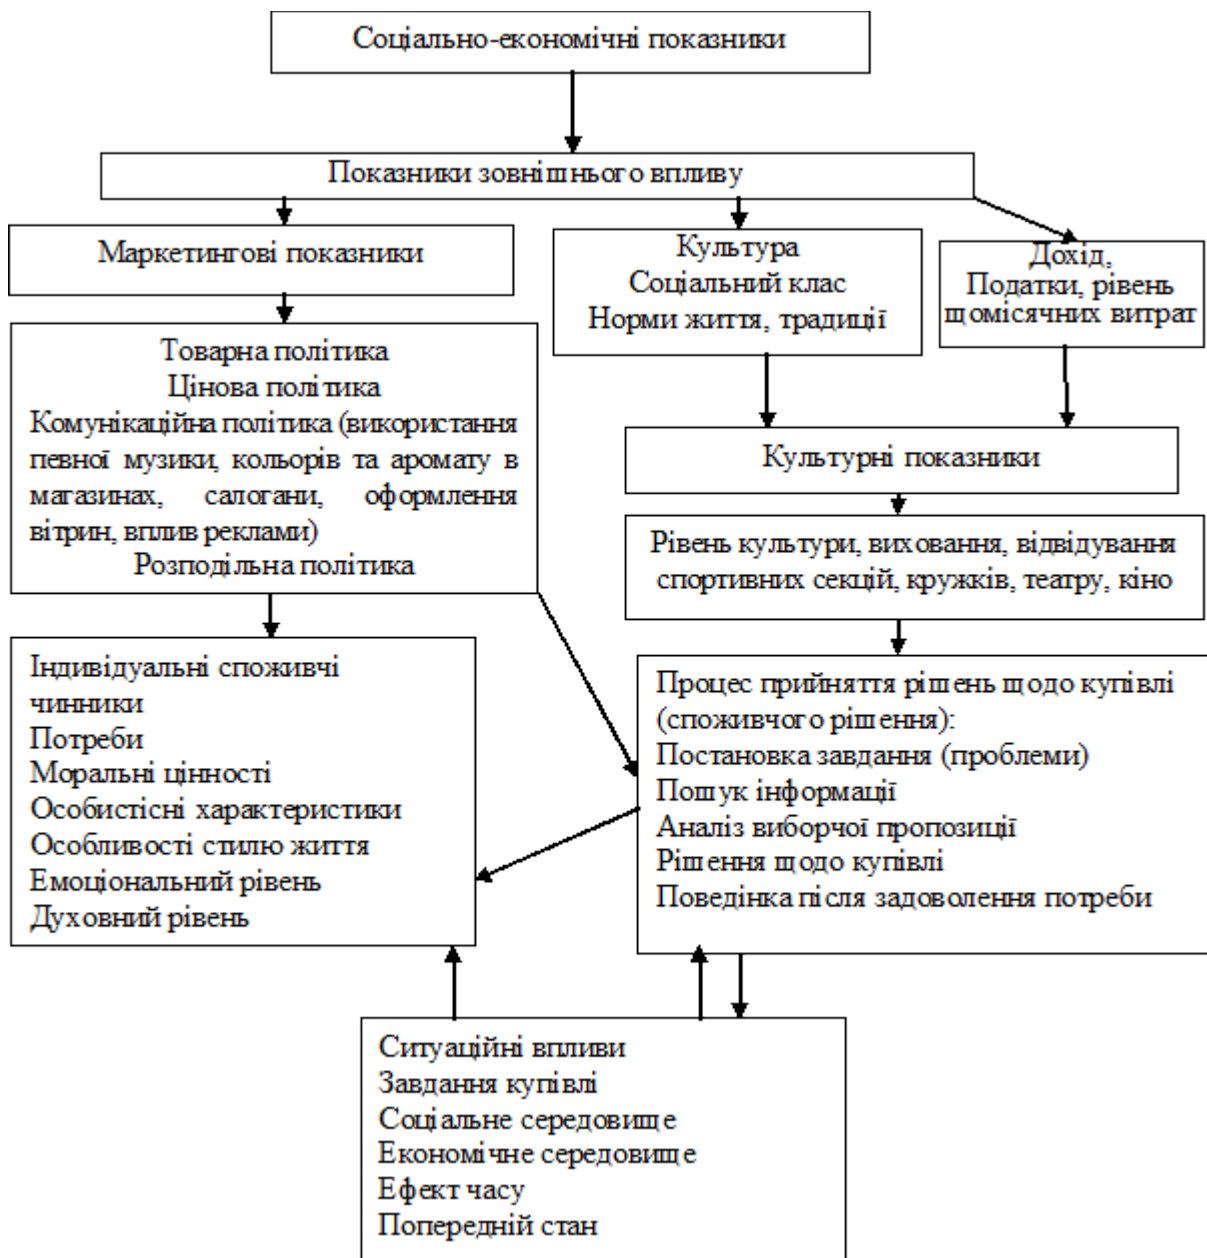 Соціально-економічні показники
Показники зовнішнього впливу
Маркетингові показники
Культура
Соціальний клас
Норми життя, традиції
Дохід,
Податки, рівень
щомісячних витрат
Товарна політика
Цінова політика
Комунікаційна політика (використання
певної музики, кольорів та аромату в
магазинах, салогани, оформлення
вітрин, вплив реклами)
Розподільна політика
Культурні показники
Рівень культури, виховання, відвідування
спортивних секцій, кружків, театру, кіно
Індивідуальні споживчі
чинники
Потреби
Моральні цінності
Особистісні характеристики
Особливості стилю життя
Емоціональний рівень
Духовний рівень
Процес прийняття рішень щодо купівлі
(споживчого рішення):
Постановка завдання (проблеми)
Пошук інформації
Аналіз виборчої пропозиції
Рішення щодо купівлі
Поведінка після задоволення потреби
Ситуаційні впливи
Завдання купівлі
Соціальне середовище
Економічне середовище
Ефект часу
Попередній стан